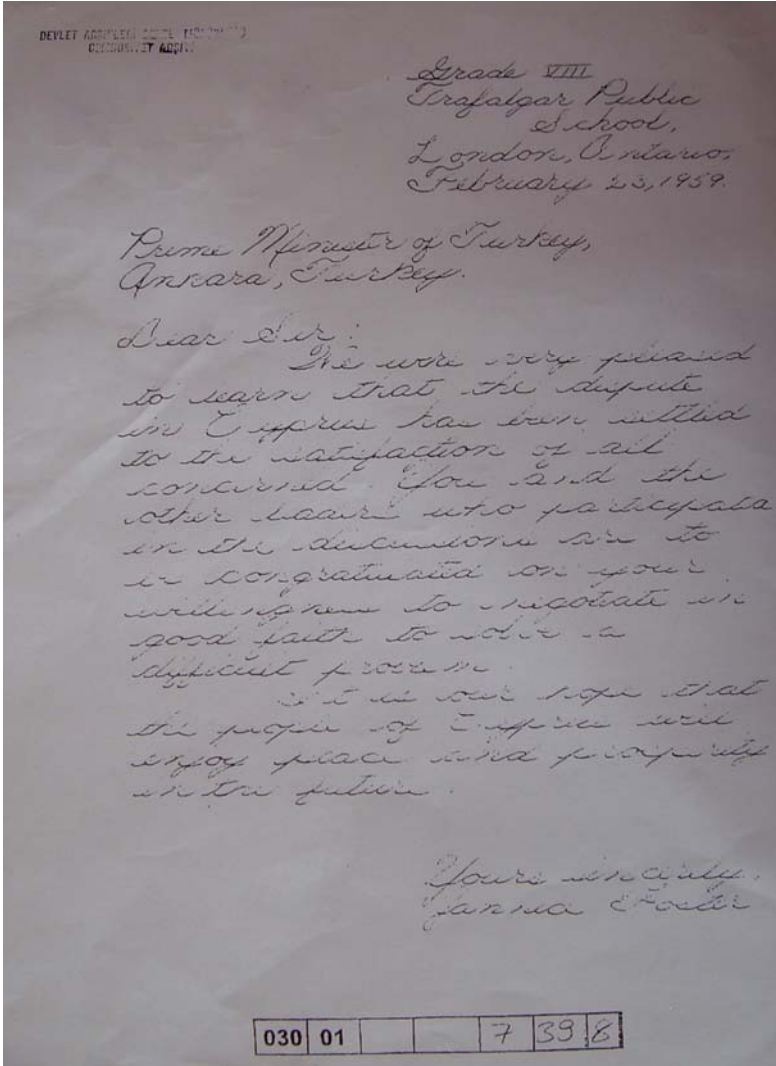 DEVLET
Grade VIII
Trafalgar Public
School,
London, Ontario,
February 23, 1959.
Prime Minister of Turkey,
Ankara, Turkey.
Dear Sir:
We were very pleased
to learn that the dispute
in Cyprus has been settled
to the satisfaction of all
concerned. You and the
other leaders who participated
in the discussions are to
be congratulated on your
willingness to negotiate in
good faith to solve a
difficult problem.
It is our hope that
the people of Cyprus will
enjoy peace and prosperity
in the future.
Yours sincerely,
030 01 7 39 8